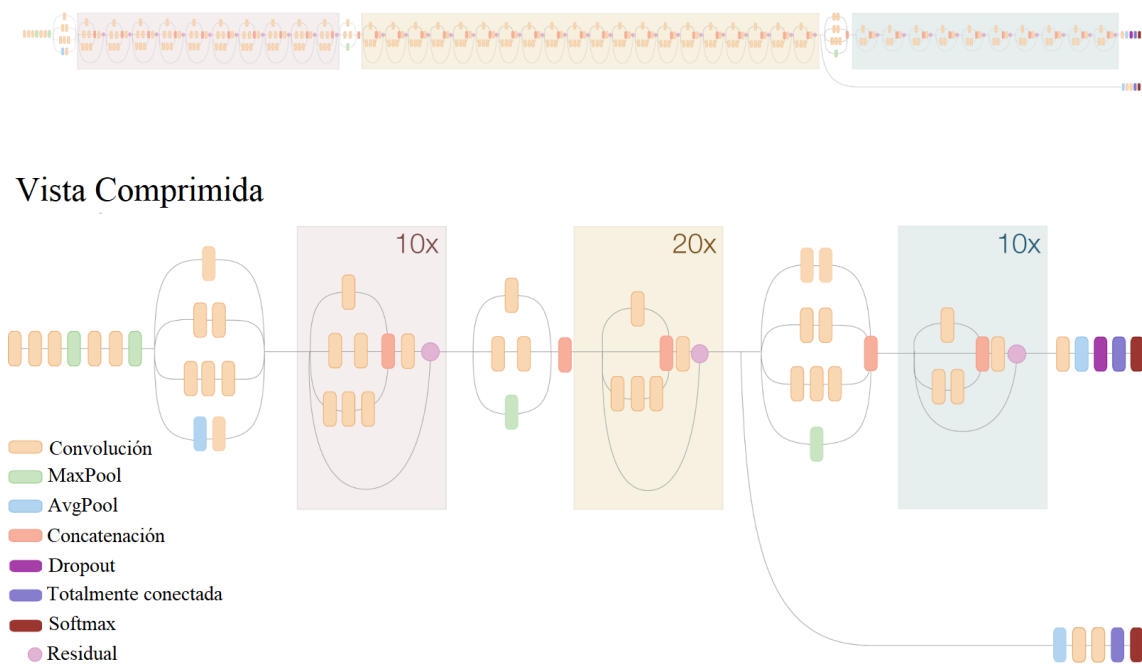 Vista Comprimida
10x
20x
10x
Convolución
MaxPool
AvgPool
Concatenación
Dropout
Totalmente conectada
Softmax
Residual